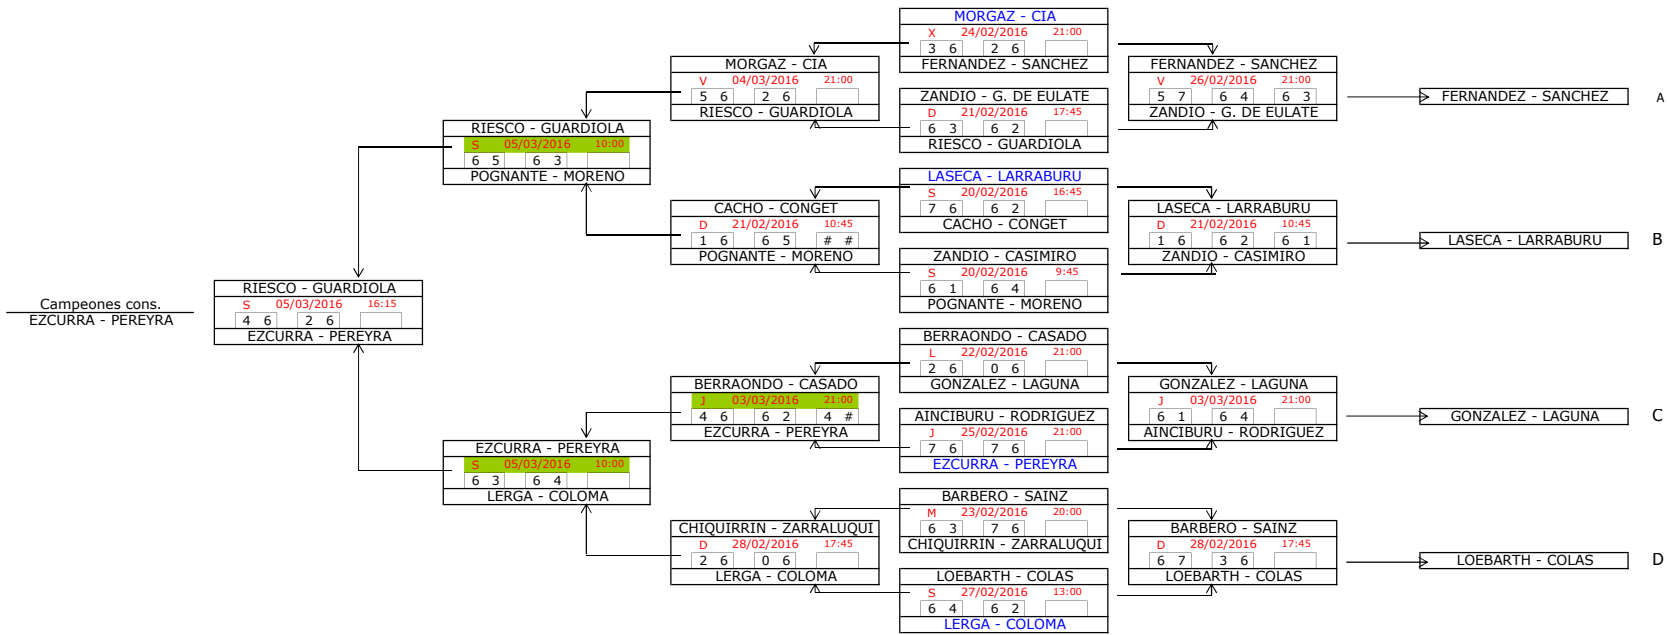 Campeones cons.
EZCURRA - PEREYRA
RIESCO - GUARDIOLA
S 05/03/2016 16:15
4 6 2 6
EZCURRA - PEREYRA
RIESCO - GUARDIOLA
S 05/03/2016 10:00
6 5 6 3
POGNANTE - MORENO
EZCURRA - PEREYRA
S 05/03/2016 10:00
6 3 6 4
LERGA - COLOMA
MORGAZ - CIA
V 04/03/2016 21:00
5 6 2 6
RIESCO - GUARDIOLA
CACHO - CONGET
D 21/02/2016 10:45
1 6 6 5 # #
POGNANTE - MORENO
BERRAONDO - CASADO
J 03/03/2016 21:00
4 6 6 2 4 #
EZCURRA - PEREYRA
CHIQUIRRIN - ZARRALUQUI
D 28/02/2016 17:45
2 6 0 6
LERGA - COLOMA
MORGAZ - CIA
X 24/02/2016 21:00
3 6 2 6
FERNANDEZ - SANCHEZ
ZANDIO - G. DE EULATE
D 21/02/2016 17:45
6 3 6 2
RIESCO - GUARDIOLA
LASECA - LARRABURU
S 20/02/2016 16:45
7 6 6 2
CACHO - CONGET
ZANDIO - CASIMIRO
S 20/02/2016 9:45
6 1 6 4
POGNANTE - MORENO
BERRAONDO - CASADO
L 22/02/2016 21:00
2 6 0 6
GONZALEZ - LAGUNA
AINCIBURU - RODRIGUEZ
J 25/02/2016 21:00
7 6 7 6
EZCURRA - PEREYRA
BARBERO - SAINZ
M 23/02/2016 20:00
6 3 7 6
CHIQUIRRIN - ZARRALUQUI
LOEBARTH - COLAS
S 27/02/2016 13:00
6 4 6 2
LERGA - COLOMA
FERNANDEZ - SANCHEZ
V 26/02/2016 21:00
5 7 6 4 6 3
ZANDIO - G. DE EULATE
LASECA - LARRABURU
D 21/02/2016 10:45
1 6 6 2 6 1
ZANDIO - CASIMIRO
GONZALEZ - LAGUNA
J 03/03/2016 21:00
6 1 6 4
AINCIBURU - RODRIGUEZ
BARBERO - SAINZ
D 28/02/2016 17:45
6 7 3 6
LOEBARTH - COLAS
FERNANDEZ - SANCHEZ A
LASECA - LARRABURU B
GONZALEZ - LAGUNA C
LOEBARTH - COLAS D